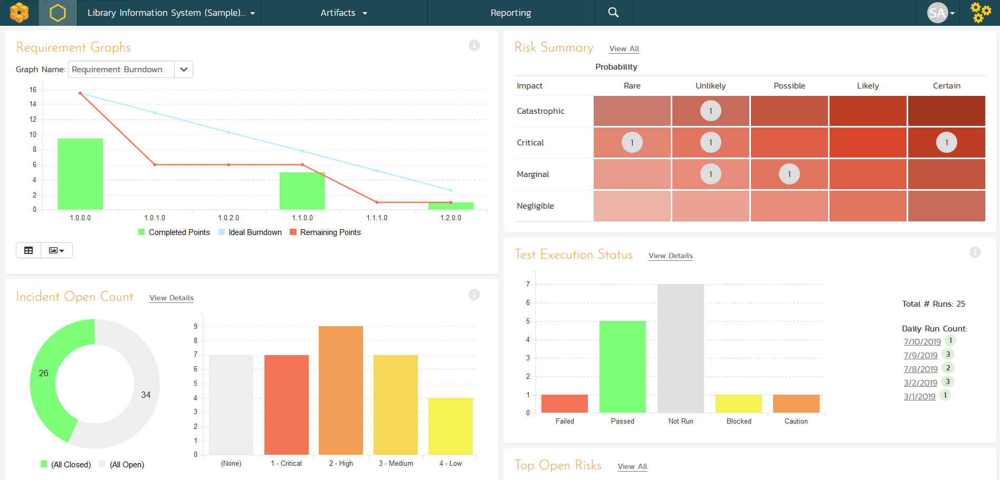 Library Information System (Sample)...
Artifacts
Reporting
SA
Requirement Graphs
Graph Name: Requirement Burndown
16
14
12
10
8
6
4
2
0
1.0.0.0 1.0.1.0 1.0.2.0 1.1.0.0 1.1.1.0 1.2.0.0
Completed Points Ideal Burndown Remaining Points
Incident Open Count View Details
26
34
(All Closed) (All Open)
9
8
7
6
5
4
3
2
1
0
(None) 1 - Critical 2 - High 3 - Medium 4 - Low
Risk Summary View All
Probability
Impact Rare Unlikely Possible Likely Certain
Catastrophic 1
Critical 1 1 1
Marginal 1 1
Negligible
Test Execution Status View Details
7
6
5
4
3
2
1
0
Failed Passed Not Run Blocked Caution
Total # Runs: 25
Daily Run Count:
7/10/2019 1
7/9/2019 3
7/8/2019 2
3/2/2019 3
3/1/2019 1
Top Open Risks View All